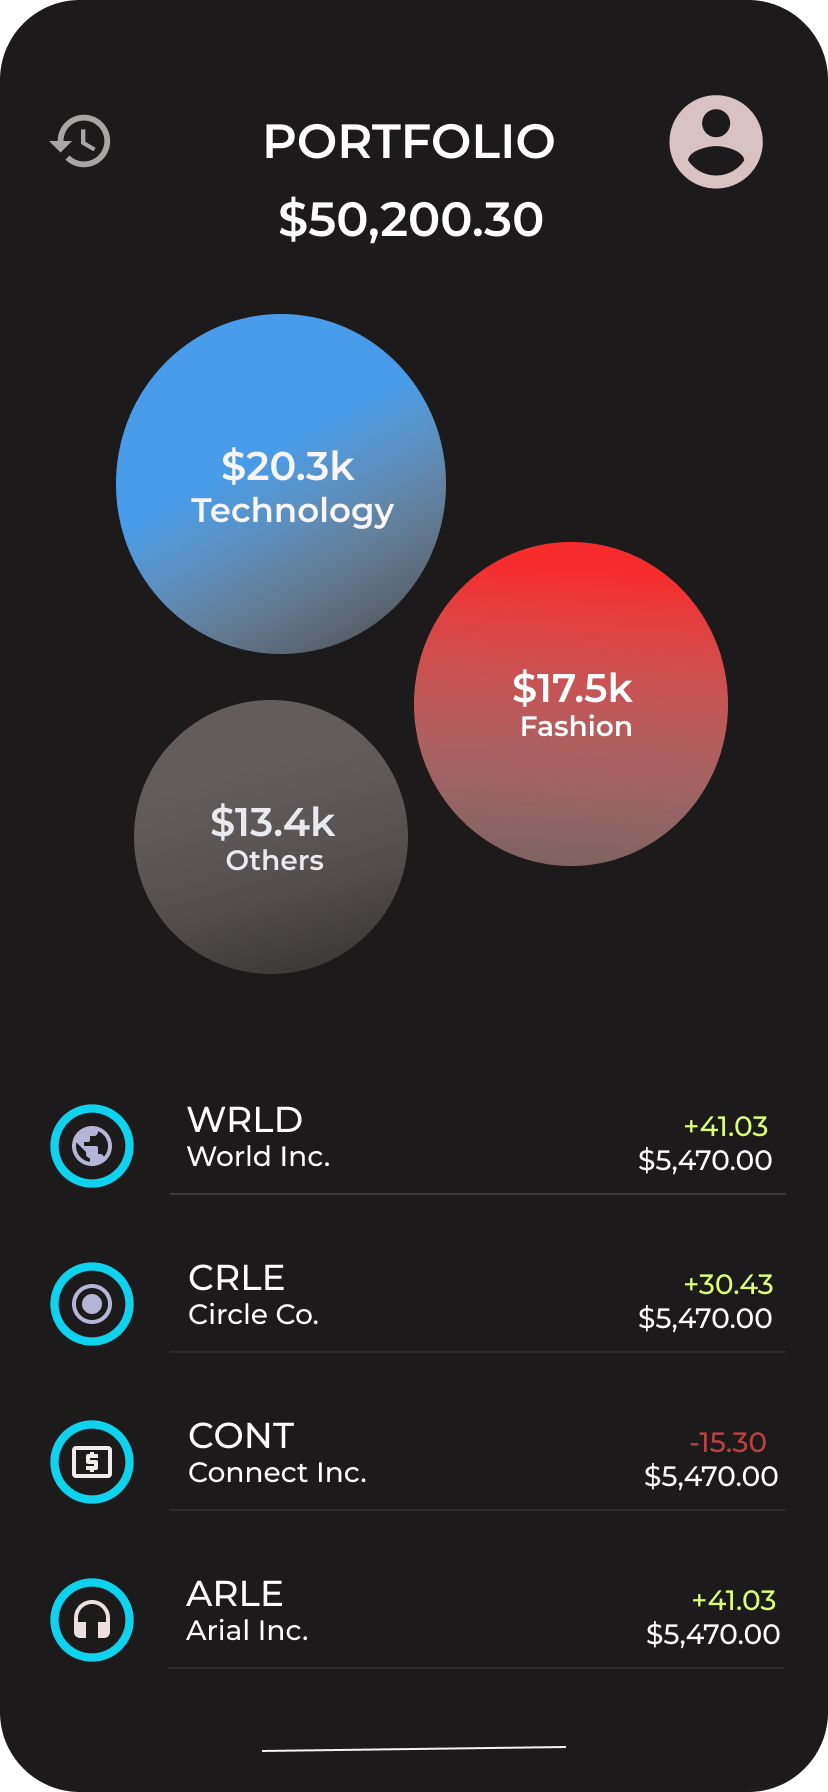 PORTFOLIO
$50,200.30
$20.3k
Technology
$17.5k
Fashion
$13.4k
Others
WRLD
World Inc.
+41.03
$5,470.00
CRLE
Circle Co.
+30.43
$5,470.00
CONT
Connect Inc.
-15.30
$5,470.00
ARLE
Arial Inc.
+41.03
$5,470.00